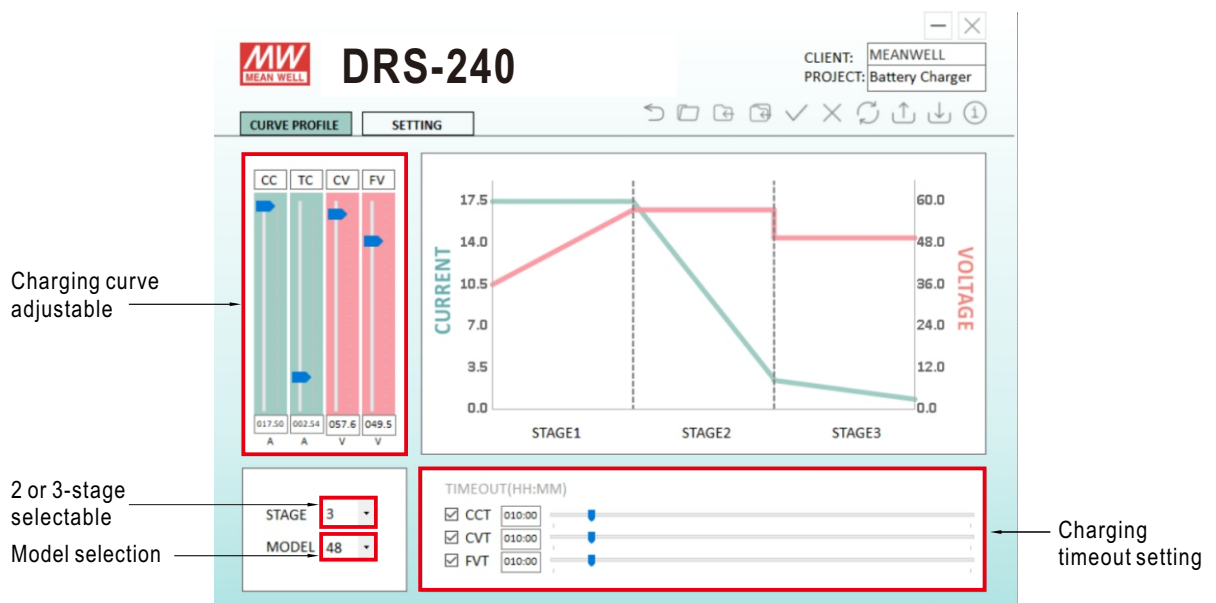 MW
MEAN WELL
DRS-240
CLIENT: MEANWELL
PROJECT: Battery Charger
CURVE PROFILE SETTING
CC TC CV FV
017.50 002.54 057.6 049.5
A A V V
Charging curve
adjustable
CURRENT
17.5
14.0
10.5
7.0
3.5
0.0
60.0
48.0
36.0
24.0
12.0
0.0
VOLTAGE
STAGE1 STAGE2 STAGE3
2 or 3-stage
selectable
Model selection
STAGE 3
MODEL 48
TIMEOUT(HH:MM)
CCT 010:00
CVT 010:00
FVT 010:00
Charging
timeout setting